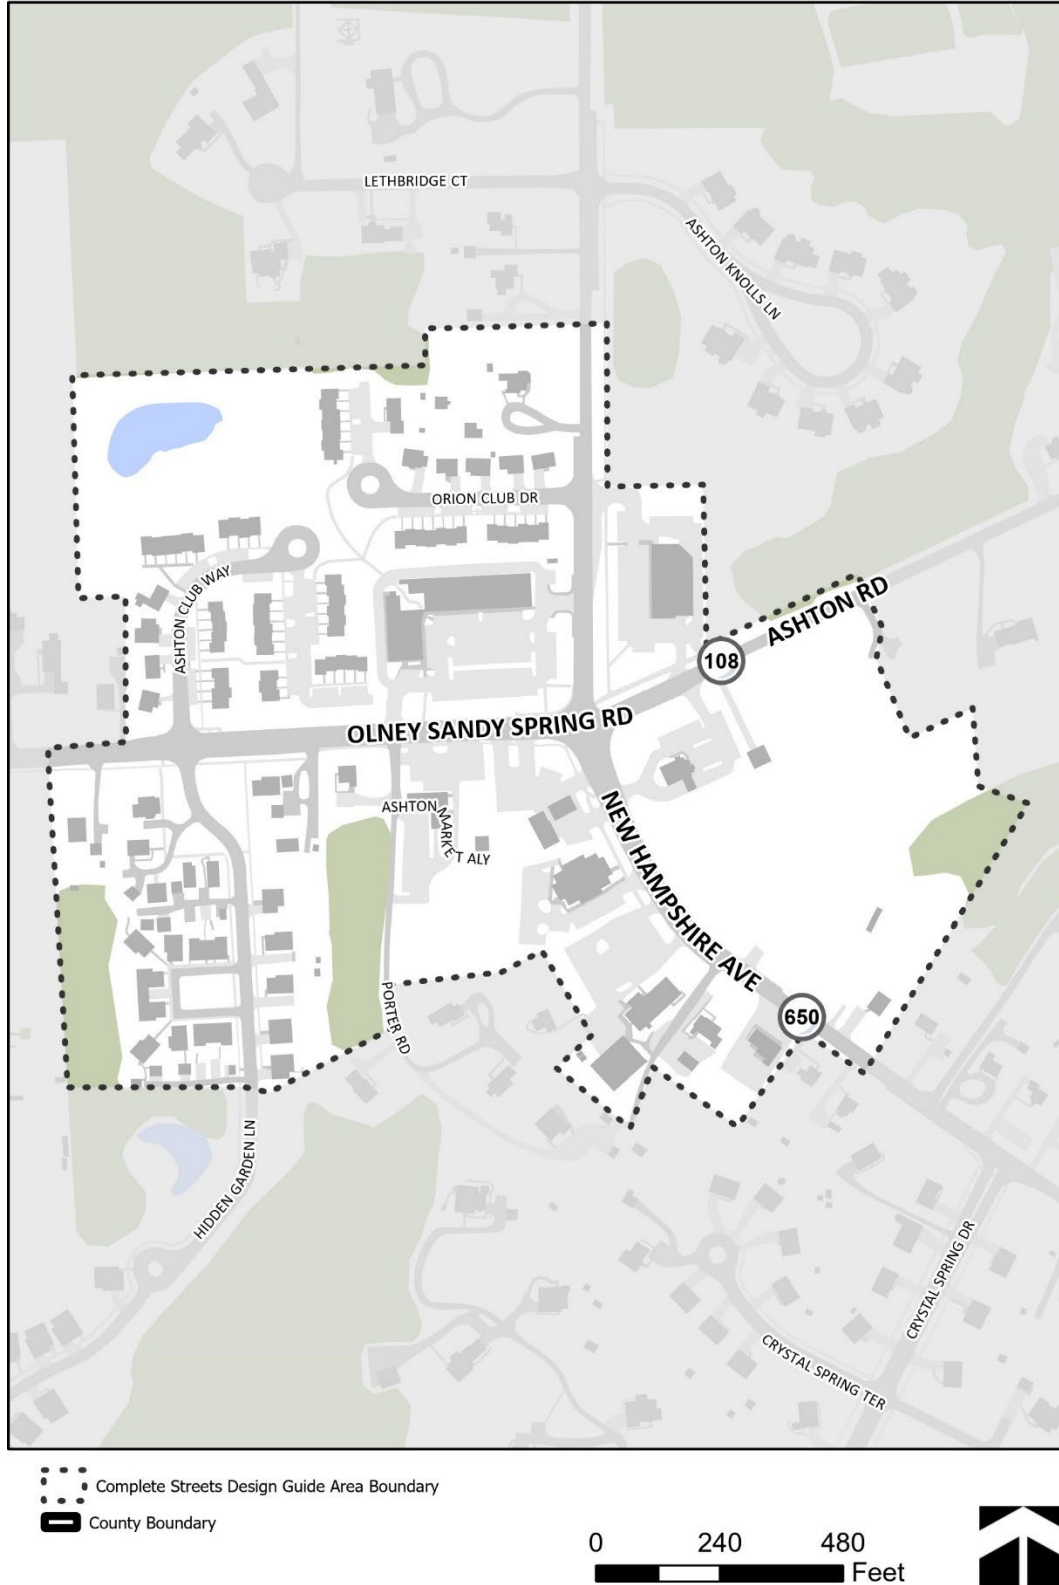 LETHBRIDGE CT
ASHTON KNOLLS LN
ORION CLUB DR
ASHTON CLUB WAY
ASHTON RD
108
OLNEY SANDY SPRING RD
ASHTON MARKET ALY
NEW HAMPSHIRE AVE
650
PORTER RD
HIDDEN GARDEN LN
CRYSTAL SPRING DR
CRYSTAL SPRING TER
Complete Streets Design Guide Area Boundary
County Boundary
0 240 480
Feet